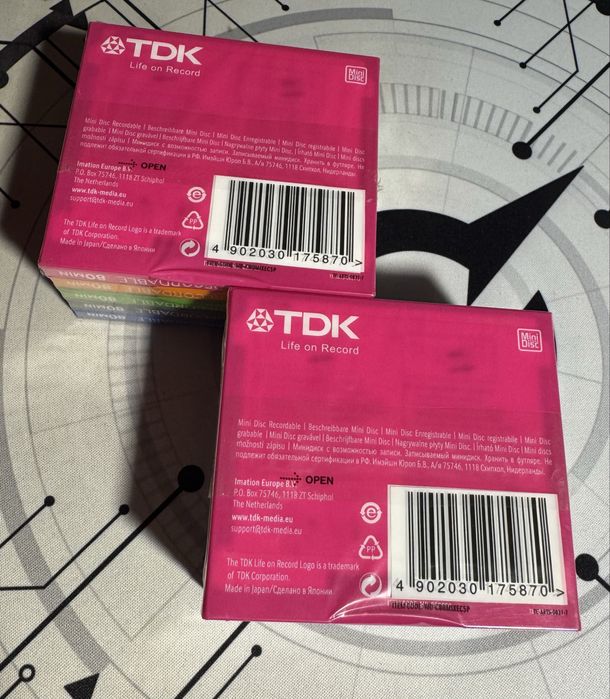 TDK
Life on Record
Mini
Disc
Mini Disc Recordable | Beschreibbare Mini Disc | Mini Disc Enregistrable | Mini Disc registrabile | Mini Disc
grabable | Mini Disc gravável | Beschrijfbare Mini Disc | Nagrywalne płyty Mini Disc | Írható Mini Disc | Mini discs
možností zápisu | Минидиск с возможностью записи. Записываемый минидиск. Хранить в футляре. Не
подлежит обязательной сертификации в РФ. Имэйшн Юроп Б.В., А/я 75746, 1118 Схипхол, Нидерланды.
OPEN
Imation Europe B.V.
P.O. Box 75746, 1118 ZT Schiphol
The Netherlands
www.tdk-media.eu
support@tdk-media.eu
PP
The TDK Life on Record Logo is a trademark
of TDK Corporation.
Made in Japan/Сделано в Японии
4 902030 175870 >
RECORDABLE 80MIN
TDK
Life on Record
Mini
Disc
Mini Disc Recordable | Beschreibbare Mini Disc | Mini Disc Enregistrable | Mini Disc registrabile | Mini Disc
grabable | Mini Disc gravável | Beschrijfbare Mini Disc | Nagrywalne płyty Mini Disc | Írható Mini Disc | Mini discs
možností zápisu | Минидиск с возможностью записи. Записываемый минидиск. Хранить в футляре. Не
подлежит обязательной сертификации в РФ. Имэйшн Юроп Б.В., А/я 75746, 1118 Схипхол, Нидерланды.
OPEN
Imation Europe B.V.
P.O. Box 75746, 1118 ZT Schiphol
The Netherlands
www.tdk-media.eu
support@tdk-media.eu
PP
The TDK Life on Record Logo is a trademark
of TDK Corporation.
Made in Japan/Сделано в Японии
4 902030 175870 >